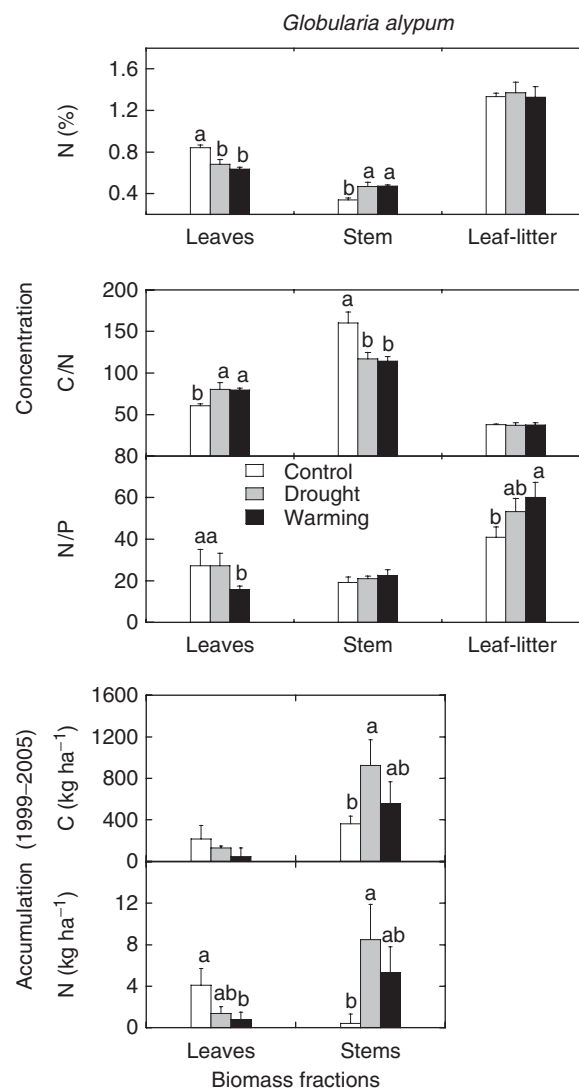 Globularia alypum
N (%)
1.6
1.2
0.8
0.4
a
b
b
b
a
a
Leaves Stem Leaf-litter
Concentration
C/N
200
150
100
50
b
a
a
a
b
b
80
N/P
60
40
20
0
Control
Drought
Warming
aa
b
b
ab
a
Leaves Stem Leaf-litter
Accumulation (1999–2005)
C (kg ha−1)
1600
1200
800
400
0
b
a
ab
N (kg ha−1)
12
8
4
0
a
ab
b
b
a
ab
Leaves Stems
Biomass fractions